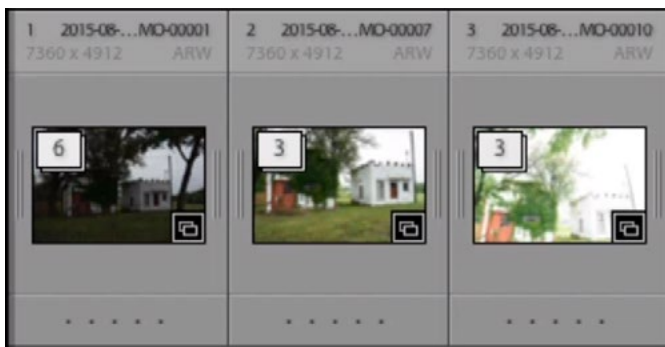 1 2015-08-...MO-00001
7360 x 4912 ARW
6
2 2015-08-...MO-00007
7360 x 4912 ARW
3
3 2015-08-...MO-00010
7360 x 4912 ARW
3